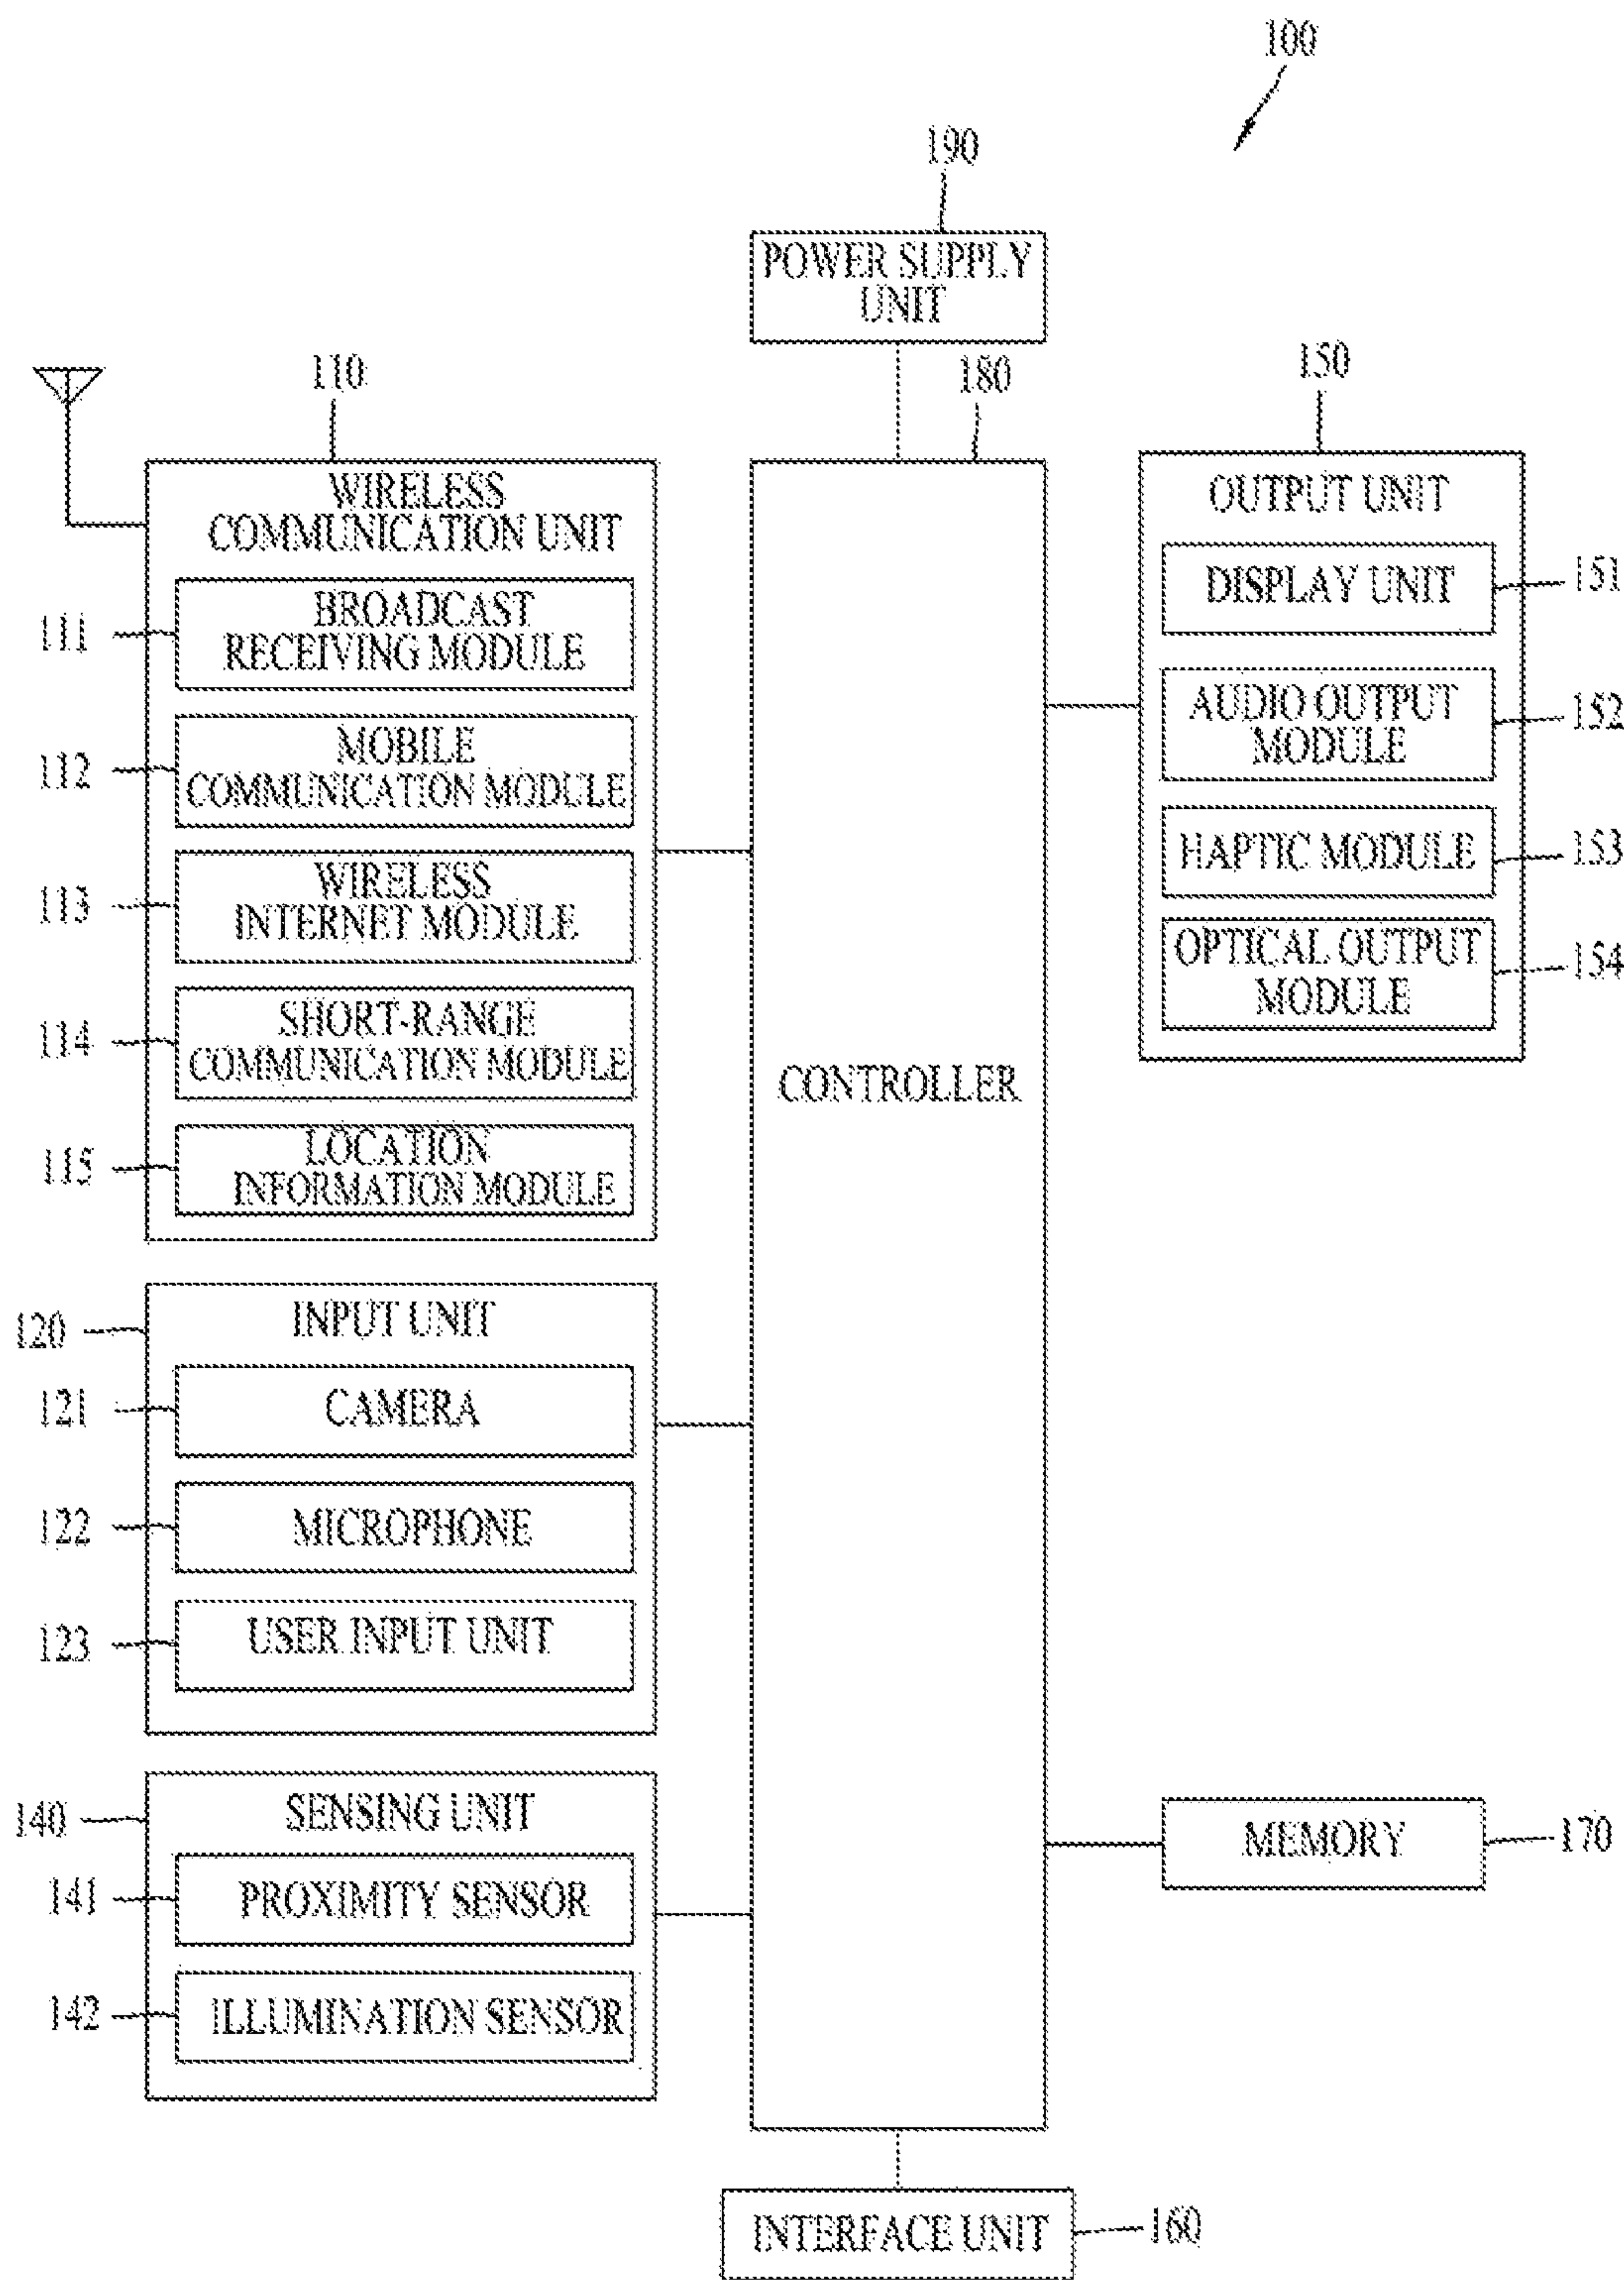 100
190
POWER SUPPLY
UNIT
110
180
150
WIRELESS
COMMUNICATION UNIT
111
BROADCAST
RECEIVING MODULE
112
MOBILE
COMMUNICATION MODULE
113
WIRELESS
INTERNET MODULE
114
SHORT-RANGE
COMMUNICATION MODULE
115
LOCATION
INFORMATION MODULE
120
INPUT UNIT
121
CAMERA
122
MICROPHONE
123
USER INPUT UNIT
140
SENSING UNIT
141
PROXIMITY SENSOR
142
ILLUMINATION SENSOR
CONTROLLER
OUTPUT UNIT
DISPLAY UNIT
151
AUDIO OUTPUT
MODULE
152
HAPTIC MODULE
153
OPTICAL OUTPUT
MODULE
154
MEMORY
170
INTERFACE UNIT
160